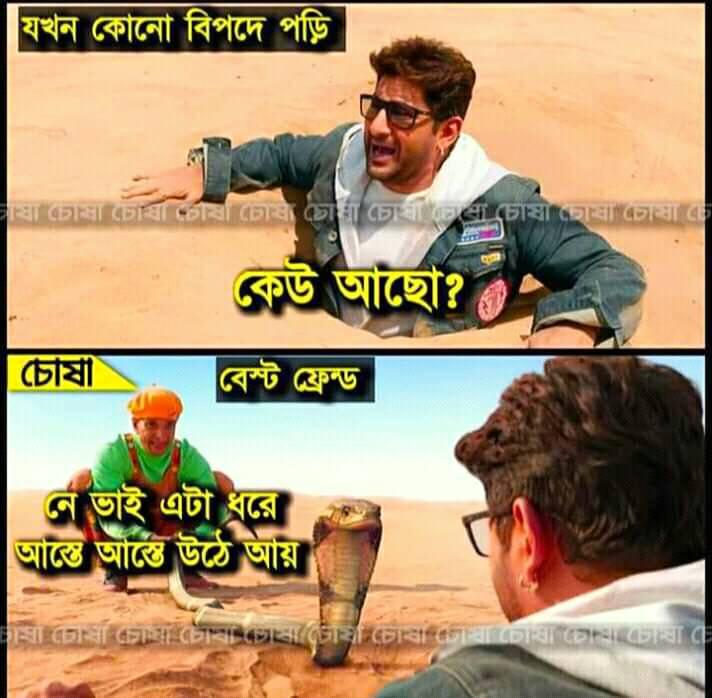 যখন কোনো বিপদে পড়ি
চোষা চোষা চোষা চোষা চোষা চোষা চোষা চোষা চোষা চোষা
কেউ আছো?
চোষা
বেস্ট ফ্রেন্ড
নে ভাই এটা ধরে
আস্তে আস্তে উঠে আয়
চোষা চোষা চোষা চোষা চোষা চোষা চোষা চোষা চোষা চোষা